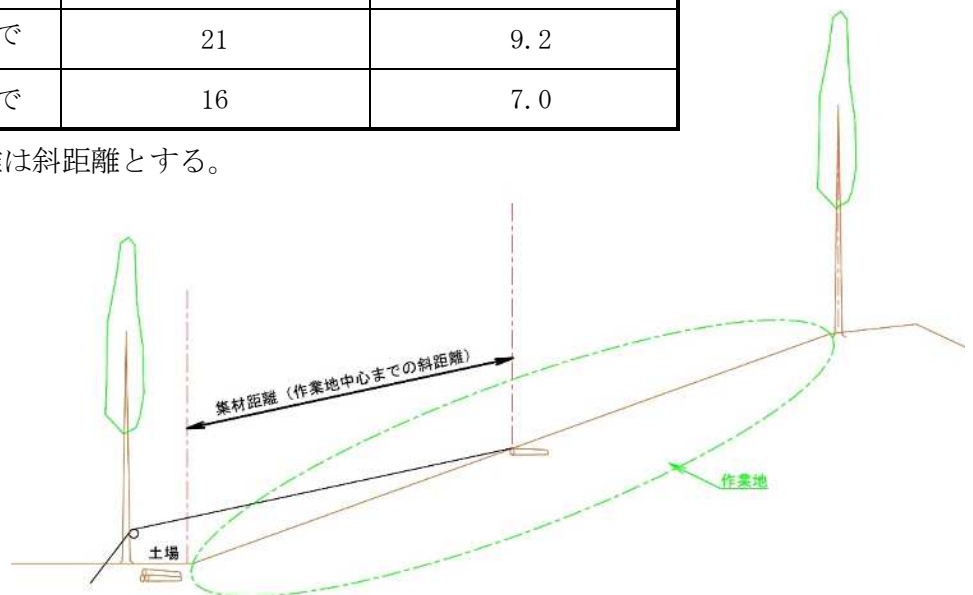 で 21 9.2
で 16 7.0
は斜距離とする。
集材距離（作業地中心までの斜距離）
作業地
土場